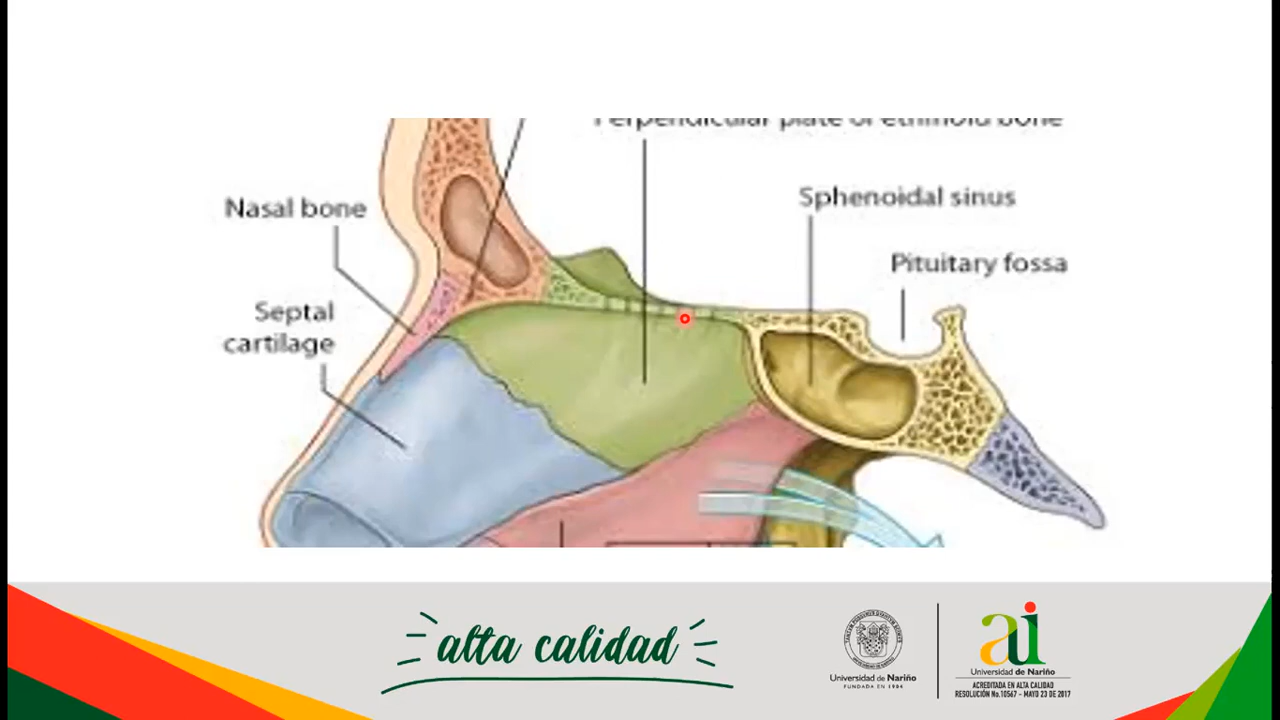 Perpendicular plate of ethmoid bone
Nasal bone
Sphenoidal sinus
Pituitary fossa
Septal
cartilage
alta calidad
Universidad de Nariño
FUNDADA EN 1904
ai
Universidad de Nariño
ACREDITADA EN ALTA CALIDAD
RESOLUCIÓN No.10567 - MAYO 23 DE 2017